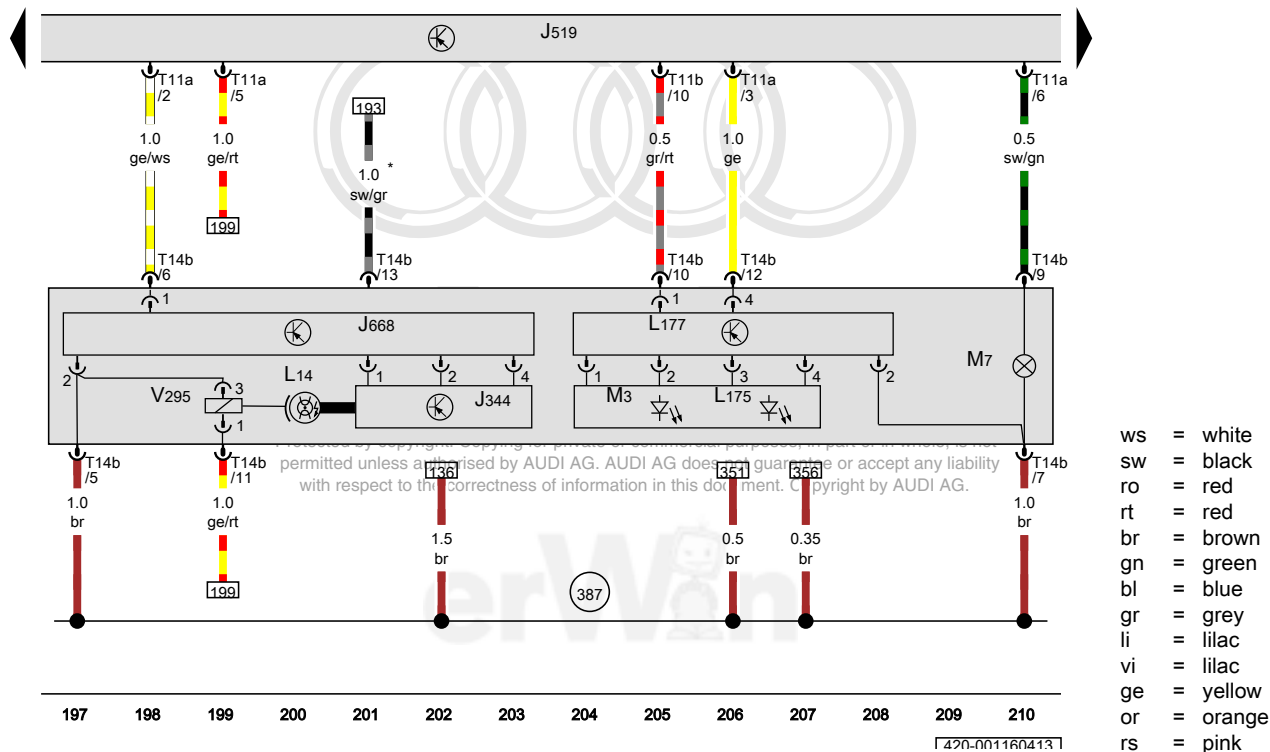 J519
T11a
/2
T11a
/5
T11b
/10
T11a
/3
T11a
/6
193
1.0
ge/ws
1.0
ge/rt
1.0 *
sw/gr
0.5
gr/rt
1.0
ge
0.5
sw/gn
199
T14b
/6
T14b
/13
T14b
/10
T14b
/12
T14b
/9
1
1
4
J668
L177
2
1
2
4
1
2
3
4
2
M7
V295
3
L14
J344
M3
L175
1
Protected by copyright. Copying for private or commercial purposes, in part or in whole, is not
permitted unless authorised by AUDI AG. AUDI AG does not guarantee or accept any liability
with respect to the correctness of information in this document. Copyright by AUDI AG.
T14b
/5
T14b
/11
136
351
356
T14b
/7
1.0
br
1.0
ge/rt
1.5
br
0.5
br
0.35
br
1.0
br
199
387
erWin
197 198 199 200 201 202 203 204 205 206 207 208 209 210
420-001160413
ws = white
sw = black
ro = red
rt = red
br = brown
gn = green
bl = blue
gr = grey
li = lilac
vi = lilac
ge = yellow
or = orange
rs = pink